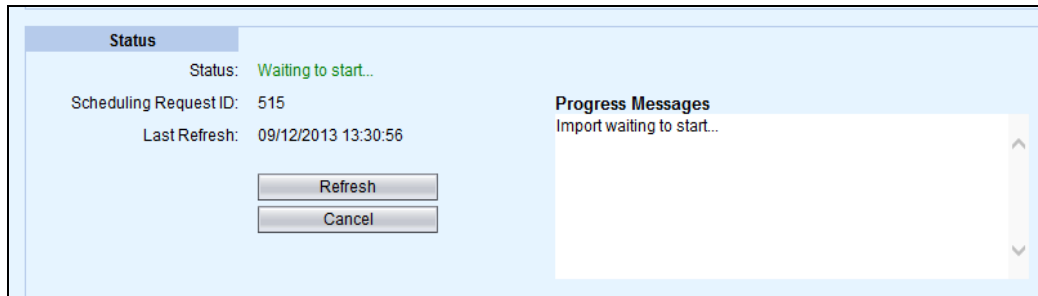 Status
Status: Waiting to start...
Scheduling Request ID: 515
Last Refresh: 09/12/2013 13:30:56
Refresh
Cancel
Progress Messages
Import waiting to start...